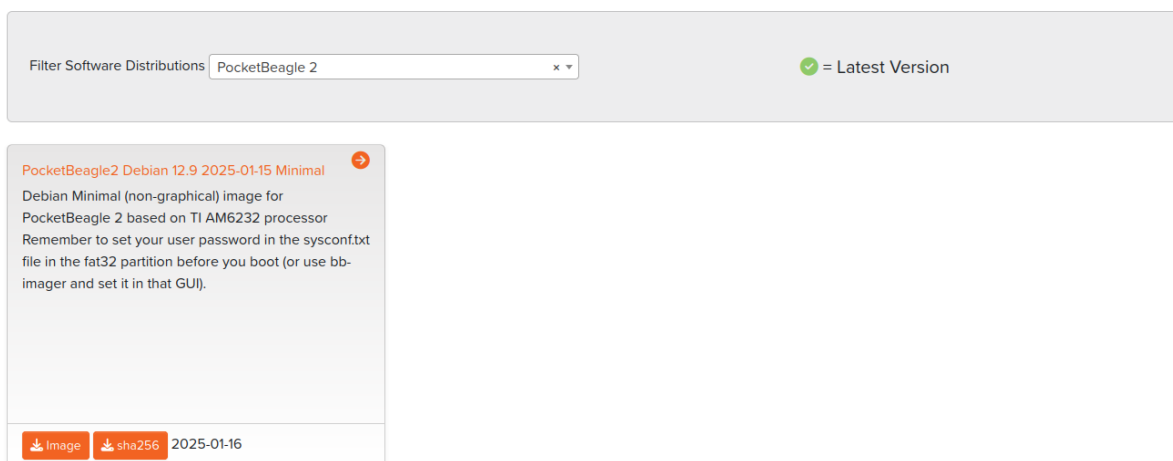 Filter Software Distributions PocketBeagle 2 × = Latest Version
PocketBeagle2 Debian 12.9 2025-01-15 Minimal
Debian Minimal (non-graphical) image for
PocketBeagle 2 based on TI AM6232 processor
Remember to set your user password in the sysconf.txt
file in the fat32 partition before you boot (or use bb-
imager and set it in that GUI).
Image sha256 2025-01-16